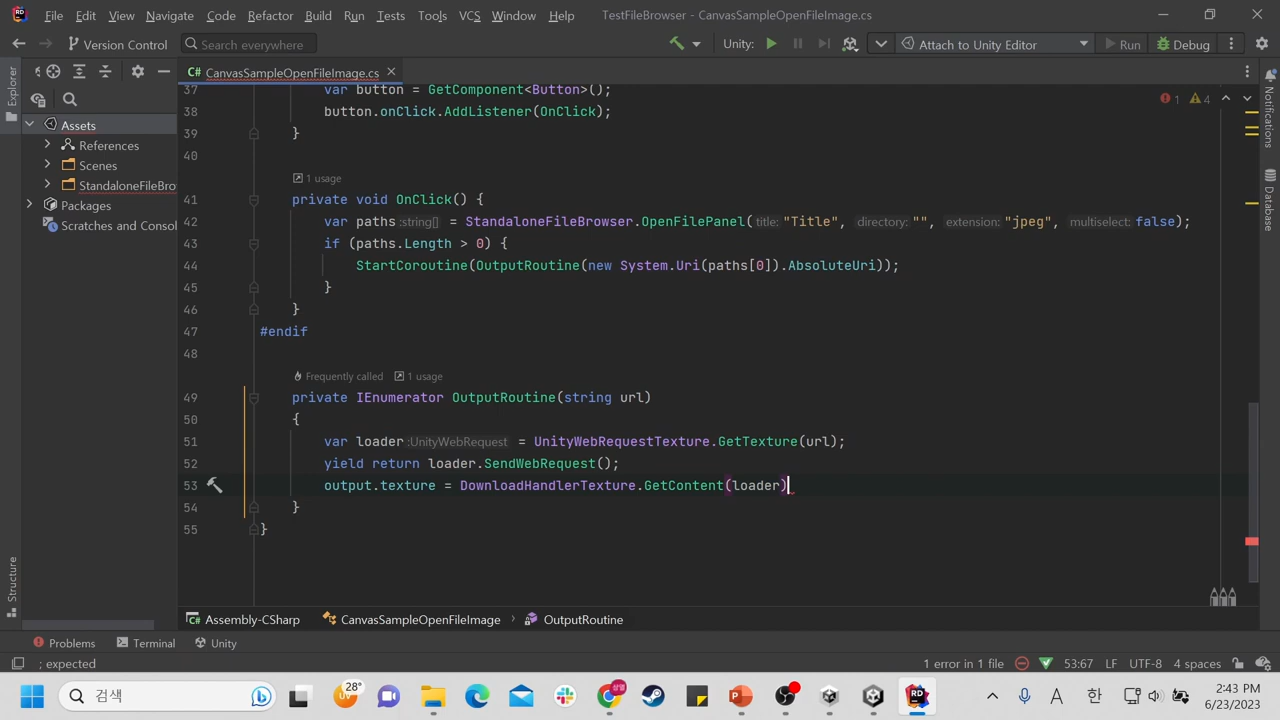 File Edit View Navigate Code Refactor Build Run Tests Tools VCS Window Help TestFileBrowser - CanvasSampleOpenFileImage.cs
Version Control Search everywhere Unity: Attach to Unity Editor Run Debug
C# CanvasSampleOpenFileImage.cs
Explorer
Assets
References
Scenes
StandaloneFileBro
Packages
Scratches and Consol
Structure
1 4
37 var button = GetComponent<Button>();
38 button.onClick.AddListener(OnClick);
39 }
40
1 usage
41 private void OnClick() {
42 var paths :string[] = StandaloneFileBrowser.OpenFilePanel( title: "Title", directory: "", extension: "jpeg", multiselect: false);
43 if (paths.Length > 0) {
44 StartCoroutine(OutputRoutine(new System.Uri(paths[0]).AbsoluteUri));
45 }
46 }
47 #endif
48
Frequently called 1 usage
49 private IEnumerator OutputRoutine(string url)
50 {
51 var loader :UnityWebRequest = UnityWebRequestTexture.GetTexture(url);
52 yield return loader.SendWebRequest();
53 output.texture = DownloadHandlerTexture.GetContent(loader)
54 }
55 }
Notifications
Database
C# Assembly-CSharp CanvasSampleOpenFileImage OutputRoutine
Problems Terminal Unity
; expected 1 error in 1 file 53:67 LF UTF-8 4 spaces
검색 28° RD A 한 2:43 PM
6/23/2023